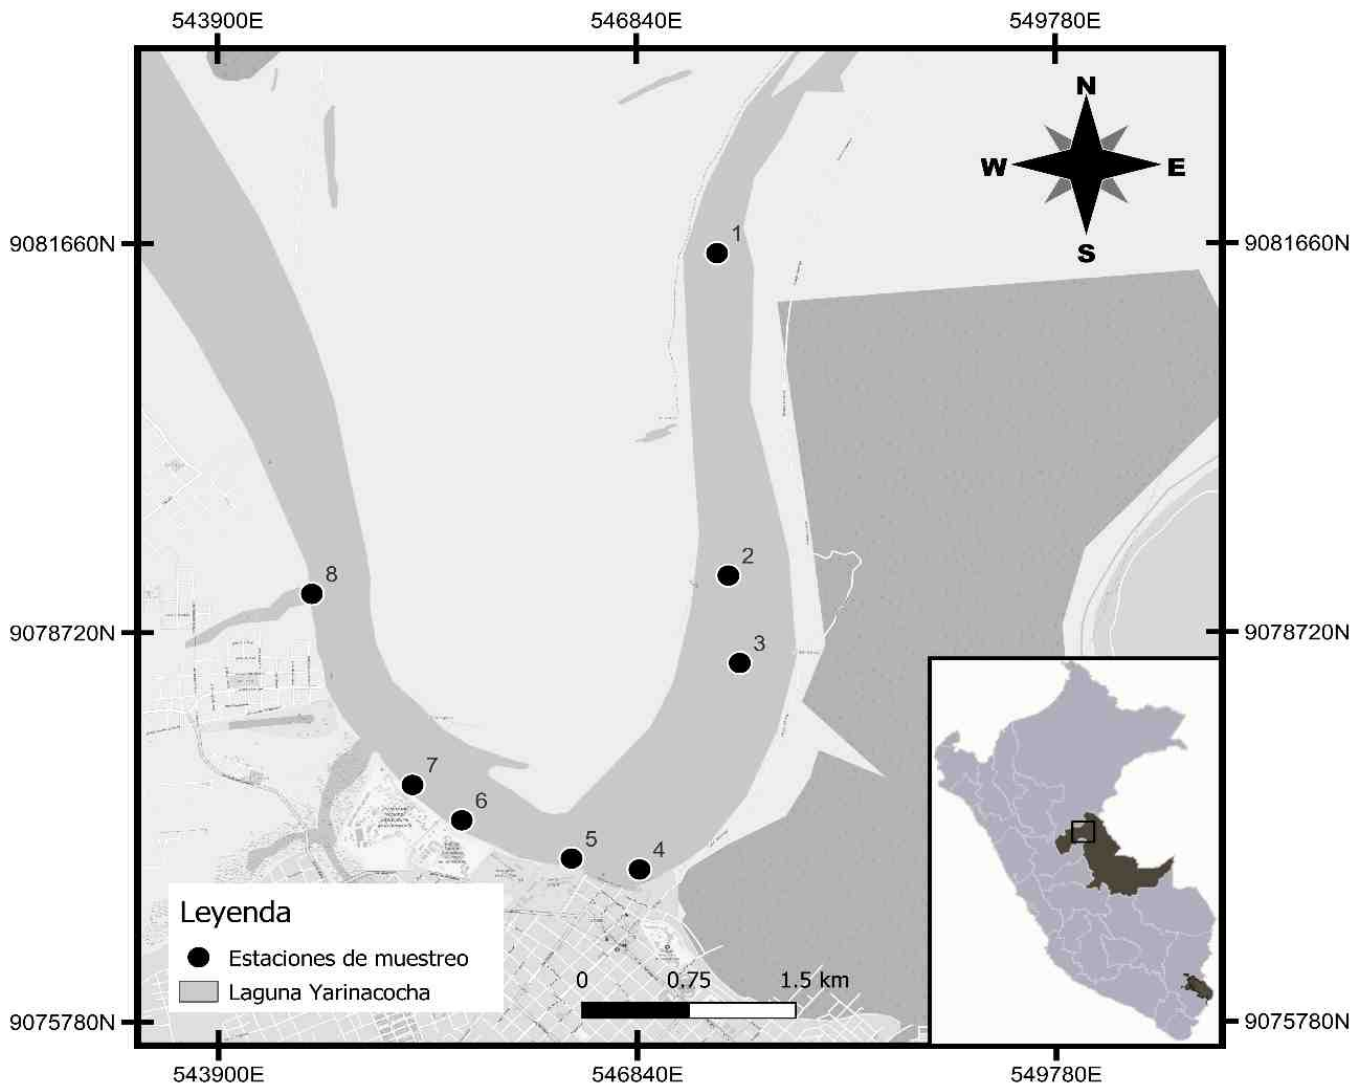 543900E
546840E
549780E
N
W
E
S
9081660N
9081660N
1
2
8
9078720N
9078720N
3
7
6
5
4
Leyenda
Estaciones de muestreo
Laguna Yarinacocha
0
0.75
1.5 km
9075780N
9075780N
543900E
546840E
549780E